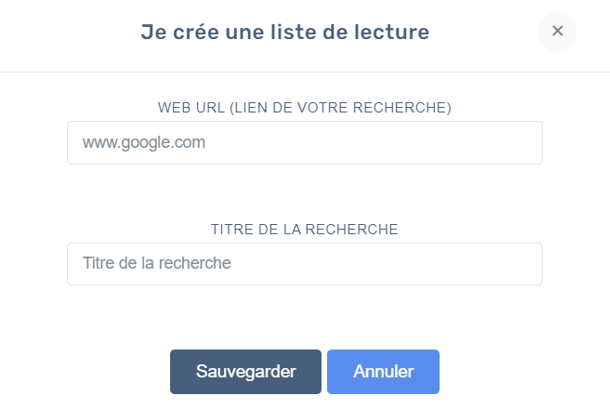 Je crée une liste de lecture
×
WEB URL (LIEN DE VOTRE RECHERCHE)
www.google.com
TITRE DE LA RECHERCHE
Titre de la recherche
Sauvegarder Annuler